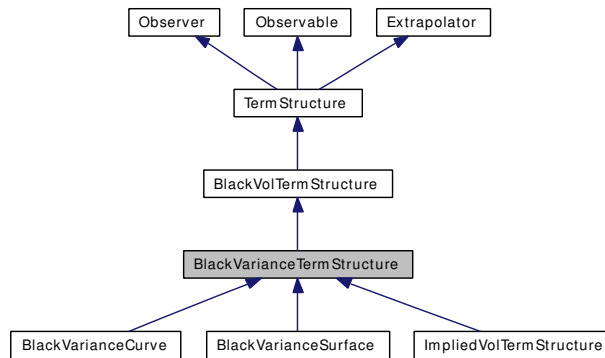 Observer Observable Extrapolator
TermStructure
BlackVolTermStructure
BlackVarianceTermStructure
BlackVarianceCurve BlackVarianceSurface ImpliedVolTermStructure